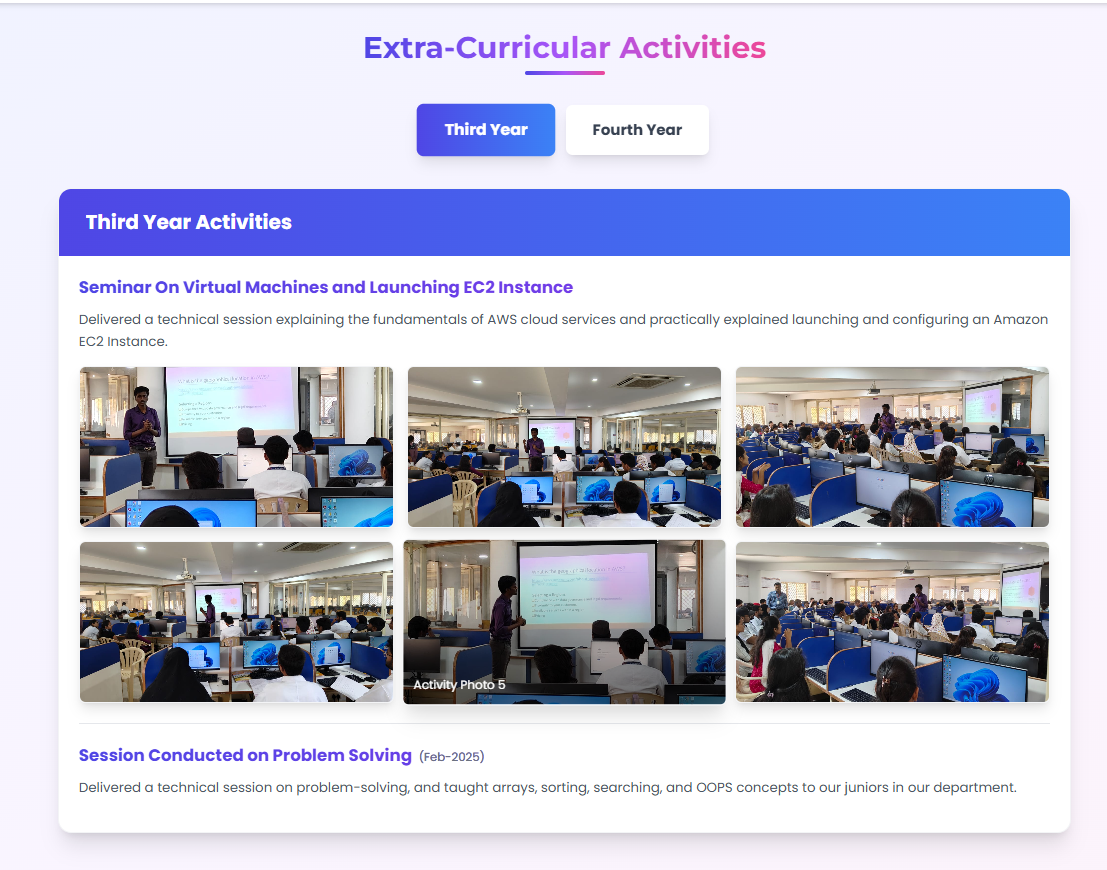 Extra-Curricular Activities
Third Year
Fourth Year
Third Year Activities
Seminar On Virtual Machines and Launching EC2 Instance
Delivered a technical session explaining the fundamentals of AWS cloud services and practically explained launching and configuring an Amazon
EC2 Instance.
Activity Photo 5
Session Conducted on Problem Solving (Feb-2025)
Delivered a technical session on problem-solving, and taught arrays, sorting, searching, and OOPS concepts to our juniors in our department.